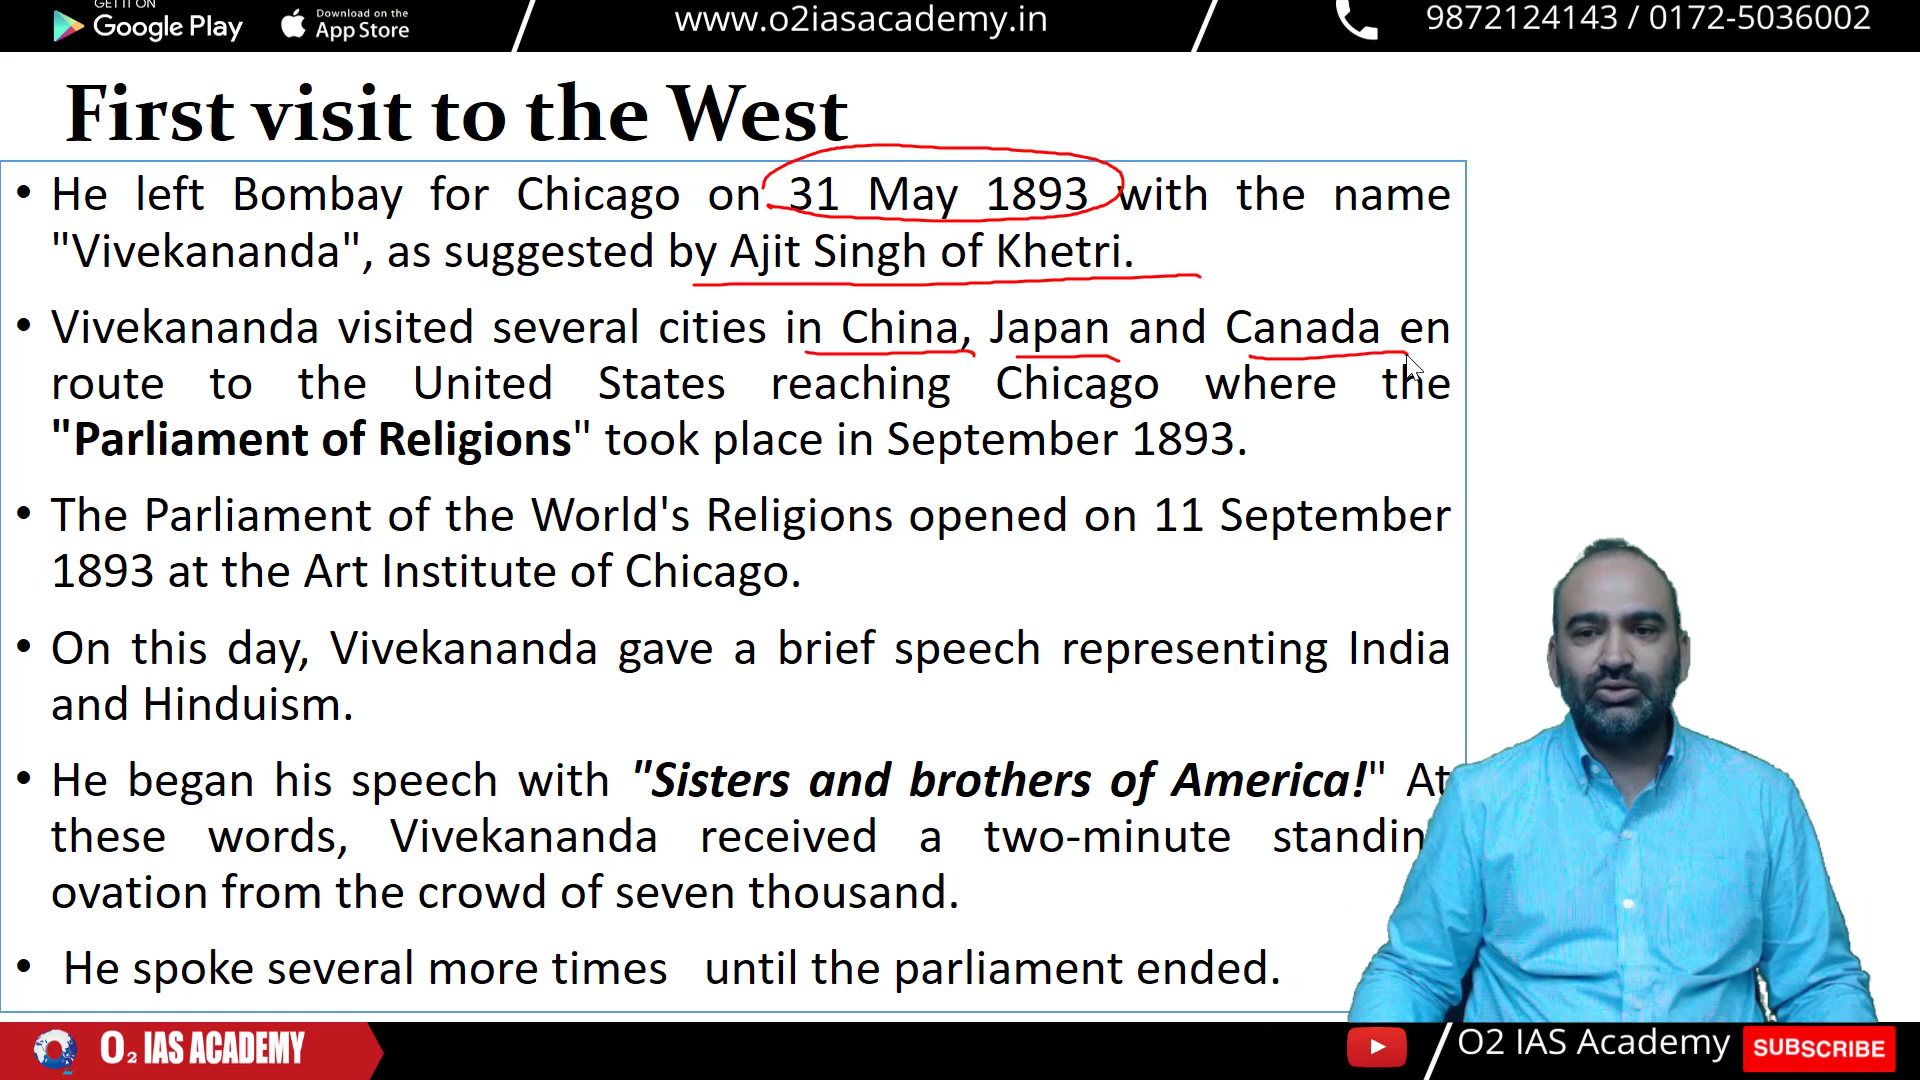 GET IT ON
Google Play
Download on the
App Store
www.o2iasacademy.in
9872124143 / 0172-5036002
First visit to the West
• He left Bombay for Chicago on 31 May 1893 with the name
"Vivekananda", as suggested by Ajit Singh of Khetri.
• Vivekananda visited several cities in China, Japan and Canada en
route to the United States reaching Chicago where the
"Parliament of Religions" took place in September 1893.
• The Parliament of the World's Religions opened on 11 September
1893 at the Art Institute of Chicago.
• On this day, Vivekananda gave a brief speech representing India
and Hinduism.
• He began his speech with "Sisters and brothers of America!" At
these words, Vivekananda received a two-minute standin
ovation from the crowd of seven thousand.
• He spoke several more times until the parliament ended.
O2 IAS ACADEMY
O2 IAS Academy
SUBSCRIBE